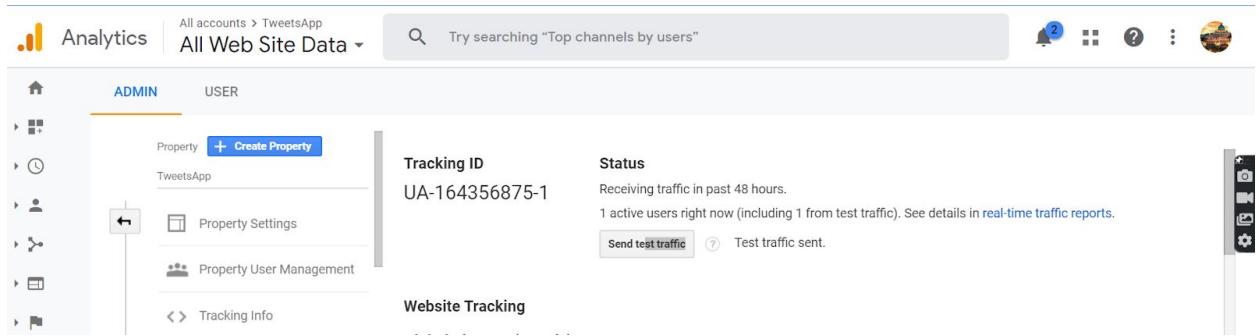 Analytics
All accounts > TweetsApp
All Web Site Data
Try searching “Top channels by users”
2
ADMIN USER
Property + Create Property
TweetsApp
Property Settings
Property User Management
Tracking Info
Tracking ID
UA-164356875-1
Status
Receiving traffic in past 48 hours.
1 active users right now (including 1 from test traffic). See details in real-time traffic reports.
Send test traffic ? Test traffic sent.
Website Tracking